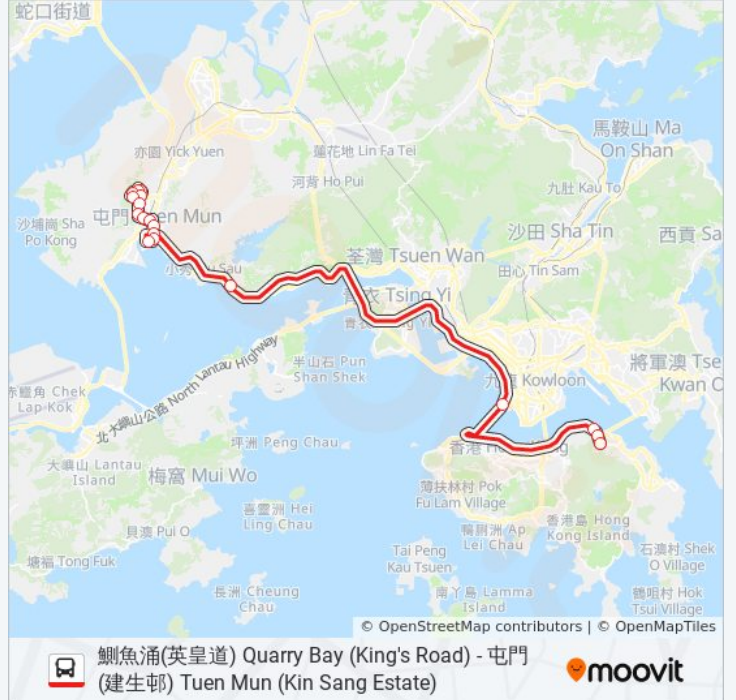 蛇口街道
亦園 Yick Yuen
蓮花地 Lin Fa Tei
馬鞍山 Ma
On Shan
河背 Ho Pui
九肚 Kau To
沙埔崗 Sha
Po Kong
屯門 Tuen Mun
沙田 Sha Tin
西貢 Sa
荃灣 Tsuen Wan
田心 Tin Sam
Sau
青衣 Tsing Yi
半山石 Pun
Shan Shek
北大嶼山公路 North Lantau Highway
九龍 Kowloon
將軍澳 Tse
Kwan O
赤鱲角 Chek
Lap Kok
坪洲 Peng Chau
香港
大嶼山 Lantau
Island
梅窩 Mui Wo
薄扶林村 Pok
Fu Lam Village
喜靈洲 Hei
Ling Chau
貝澳 Pui O
鴨脷洲 Ap
Lei Chau
香港島 Hong
Kong Island
塘福 Tong Fuk
Tai Peng
Kau Tsuen
石澳村 Shek
O Village
長洲 Cheung
Chau
南丫島 Lamma
Island
鶴咀村 Hok
Tsui Village
© OpenStreetMap contributors | © OpenMapTiles
鰂魚涌(英皇道) Quarry Bay (King's Road) - 屯門
(建生邨) Tuen Mun (Kin Sang Estate)
moovit